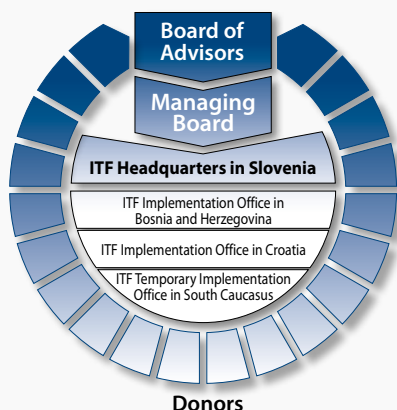 Board of
Advisors
Managing
Board
ITF Headquarters in Slovenia
ITF Implementation Office in
Bosnia and Herzegovina
ITF Implementation Office in Croatia
ITF Temporary Implementation
Office in South Caucasus
Donors